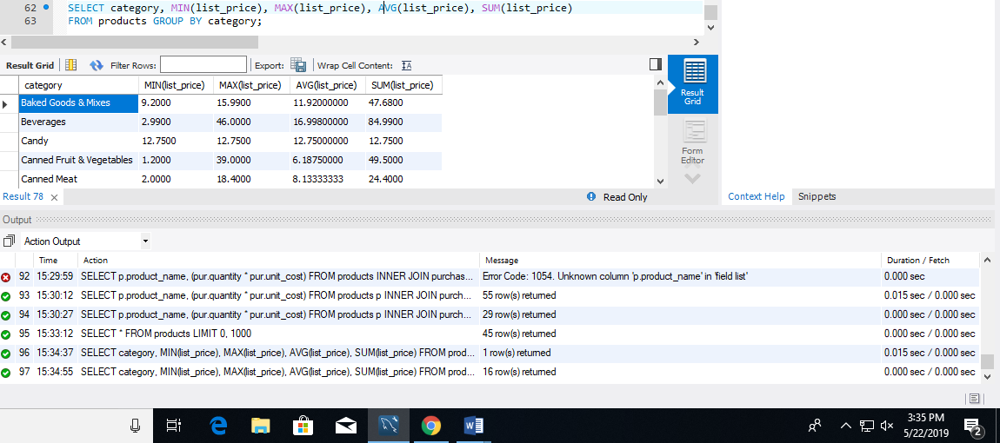 62 SELECT category, MIN(list_price), MAX(list_price), AVG(list_price), SUM(list_price)
63 FROM products GROUP BY category;
Result Grid Filter Rows: Export: Wrap Cell Content: IA
category MIN(list_price) MAX(list_price) AVG(list_price) SUM(list_price)
Baked Goods & Mixes 9.2000 15.9900 11.92000000 47.6800
Beverages 2.9900 46.0000 16.99800000 84.9900
Candy 12.7500 12.7500 12.75000000 12.7500
Canned Fruit & Vegetables 1.2000 39.0000 6.18750000 49.5000
Canned Meat 2.0000 18.4000 8.13333333 24.4000
Result Grid
Form Editor
Result 78 Read Only Context Help Snippets
Output
Action Output
Time Action Message Duration / Fetch
92 15:29:59 SELECT p.product_name, (pur.quantity * pur.unit_cost) FROM products INNER JOIN purchas... Error Code: 1054. Unknown column 'p.product_name' in 'field list' 0.000 sec
93 15:30:12 SELECT p.product_name, (pur.quantity * pur.unit_cost) FROM products p INNER JOIN purch... 55 row(s) returned 0.015 sec / 0.000 sec
94 15:30:27 SELECT p.product_name, (pur.quantity * pur.unit_cost) FROM products p INNER JOIN purch... 29 row(s) returned 0.000 sec / 0.000 sec
95 15:33:12 SELECT * FROM products LIMIT 0, 1000 45 row(s) returned 0.000 sec / 0.000 sec
96 15:34:37 SELECT category, MIN(list_price), MAX(list_price), AVG(list_price), SUM(list_price) FROM prod... 1 row(s) returned 0.015 sec / 0.000 sec
97 15:34:55 SELECT category, MIN(list_price), MAX(list_price), AVG(list_price), SUM(list_price) FROM prod... 16 row(s) returned 0.000 sec / 0.000 sec
3:35 PM
5/22/2019
2